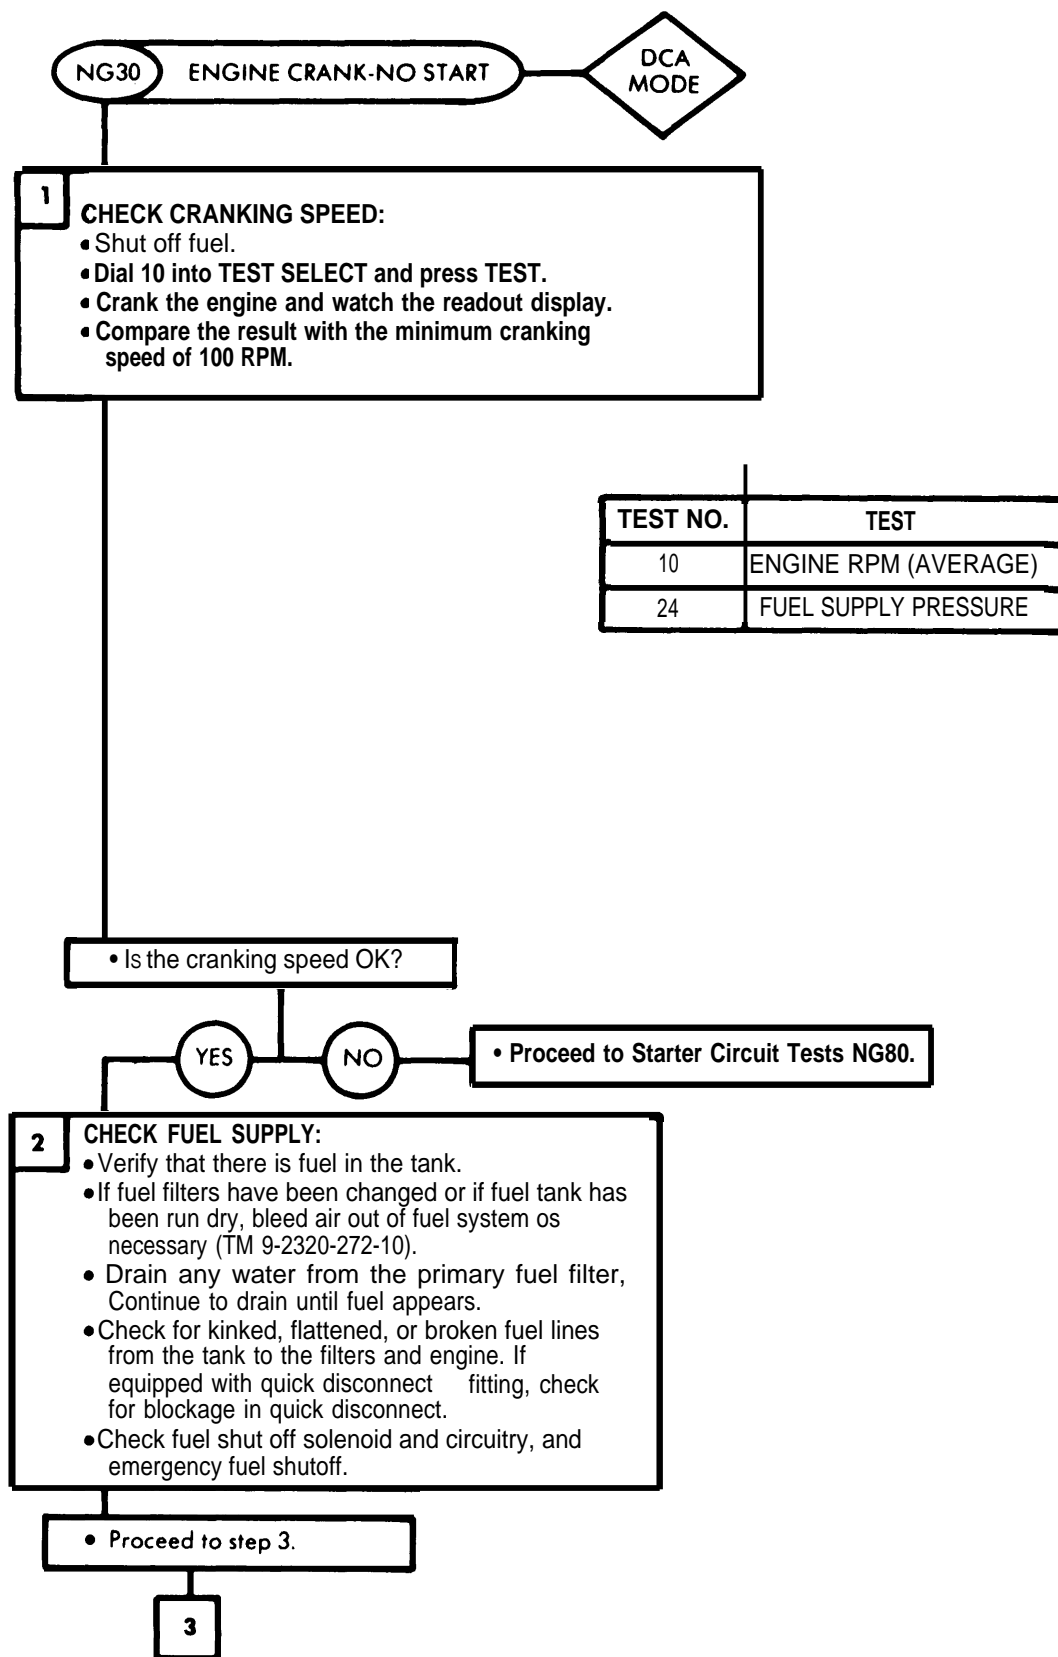 NG30 ENGINE CRANK-NO START
DCA
MODE
1
CHECK CRANKING SPEED:
• Shut off fuel.
• Dial 10 into TEST SELECT and press TEST.
• Crank the engine and watch the readout display.
• Compare the result with the minimum cranking
speed of 100 RPM.
TEST NO. TEST
10 ENGINE RPM (AVERAGE)
24 FUEL SUPPLY PRESSURE
• Is the cranking speed OK?
YES NO • Proceed to Starter Circuit Tests NG80.
2 CHECK FUEL SUPPLY:
• Verify that there is fuel in the tank.
• If fuel filters have been changed or if fuel tank has
been run dry, bleed air out of fuel system os
necessary (TM 9-2320-272-10).
• Drain any water from the primary fuel filter,
Continue to drain until fuel appears.
• Check for kinked, flattened, or broken fuel lines
from the tank to the filters and engine. If
equipped with quick disconnect fitting, check
for blockage in quick disconnect.
• Check fuel shut off solenoid and circuitry, and
emergency fuel shutoff.
• Proceed to step 3.
3